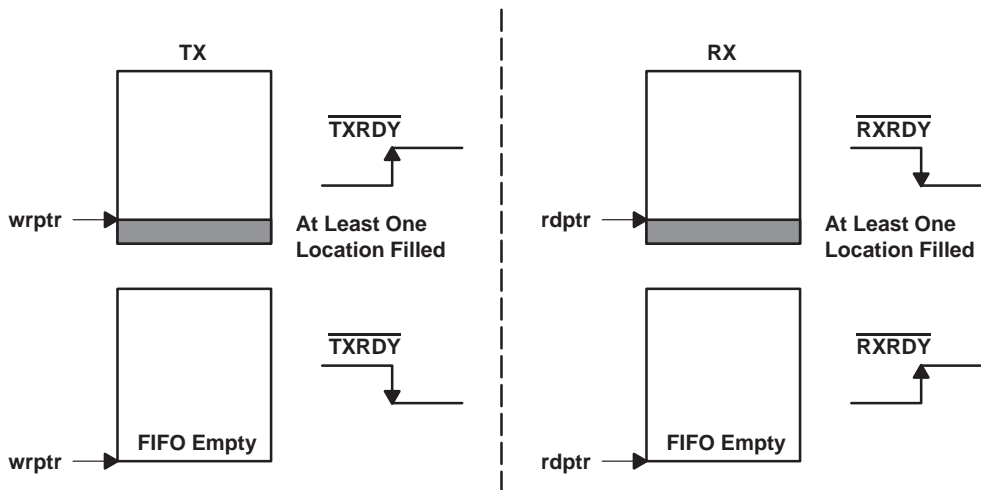 TX
TXRDY
wrptr
At Least One
Location Filled
TXRDY
FIFO Empty
wrptr
RX
RXRDY
rdptr
At Least One
Location Filled
RXRDY
FIFO Empty
rdptr